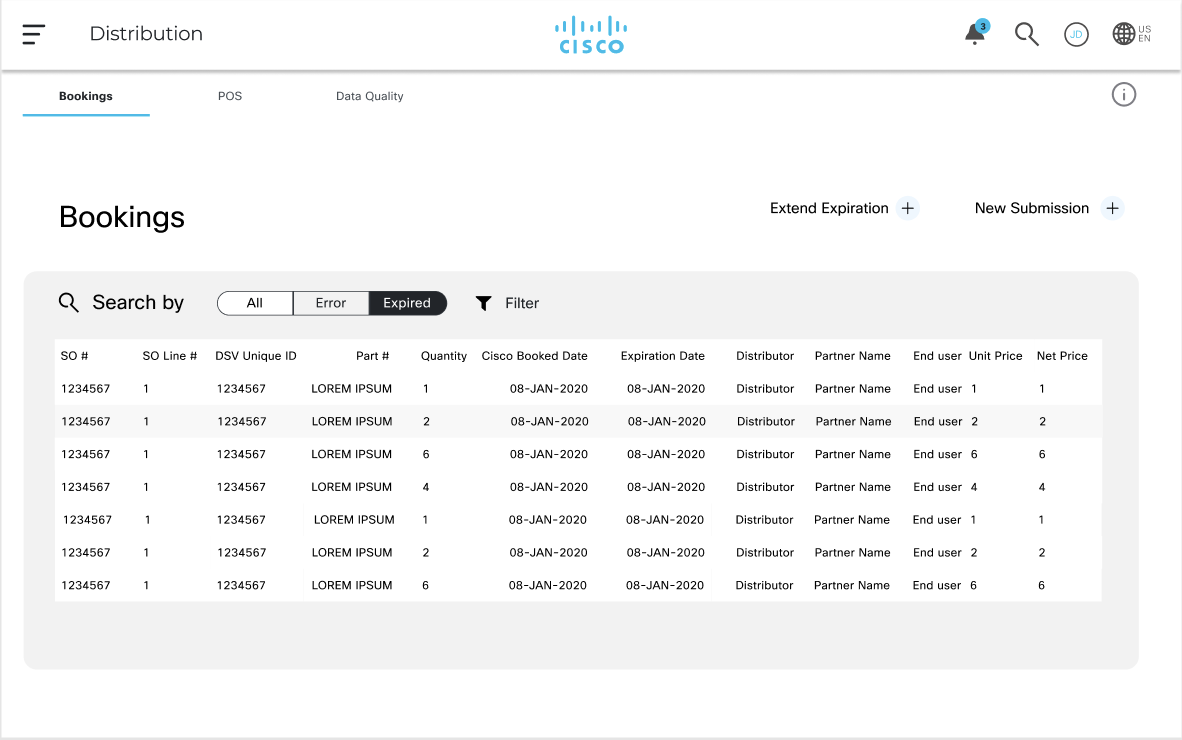 Distribution
CISCO
3
JD
US
EN
Bookings POS Data Quality
i
Bookings
Extend Expiration + New Submission +
Search by All Error Expired Filter
SO # SO Line # DSV Unique ID Part # Quantity Cisco Booked Date Expiration Date Distributor Partner Name End user Unit Price Net Price
1234567 1 1234567 LOREM IPSUM 1 08-JAN-2020 08-JAN-2020 Distributor Partner Name End user 1 1
1234567 1 1234567 LOREM IPSUM 2 08-JAN-2020 08-JAN-2020 Distributor Partner Name End user 2 2
1234567 1 1234567 LOREM IPSUM 6 08-JAN-2020 08-JAN-2020 Distributor Partner Name End user 6 6
1234567 1 1234567 LOREM IPSUM 4 08-JAN-2020 08-JAN-2020 Distributor Partner Name End user 4 4
1234567 1 1234567 LOREM IPSUM 1 08-JAN-2020 08-JAN-2020 Distributor Partner Name End user 1 1
1234567 1 1234567 LOREM IPSUM 2 08-JAN-2020 08-JAN-2020 Distributor Partner Name End user 2 2
1234567 1 1234567 LOREM IPSUM 6 08-JAN-2020 08-JAN-2020 Distributor Partner Name End user 6 6